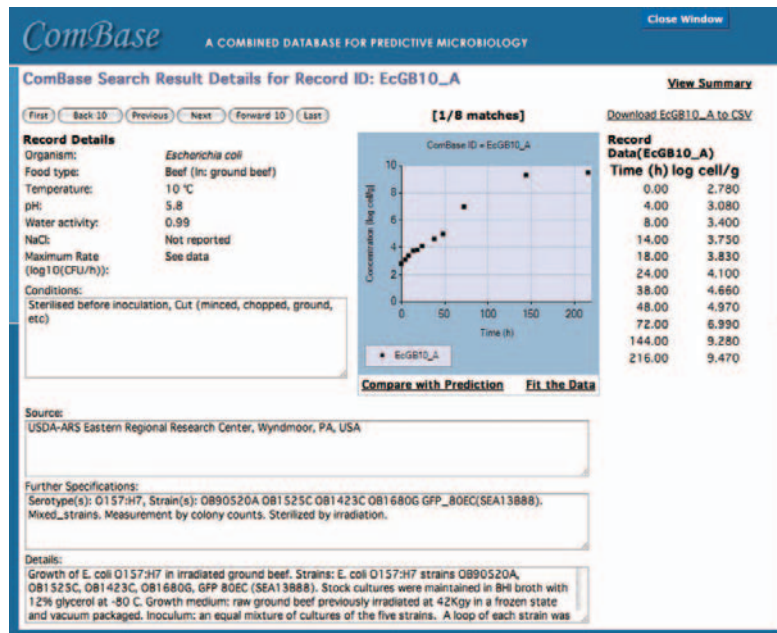 Close Window
ComBase
A COMBINED DATABASE FOR PREDICTIVE MICROBIOLOGY
ComBase Search Result Details for Record ID: EcGB10_A
View Summary
First Back 10 Previous Next Forward 10 Last
[1/8 matches]
Download EcGB10_A to CSV
Record Details
Organism: Escherichia coli
Food type: Beef (In: ground beef)
Temperature: 10 °C
pH: 5.8
Water activity: 0.99
NaCl: Not reported
Maximum Rate See data
(log10(CFU/h)):
Conditions:
Sterilised before inoculation, Cut (minced, chopped, ground,
etc)
ComBase ID = EcGB10_A
Concentration [log cell/g]
10
8
6
4
2
0
0 50 100 150 200
Time (h)
EcGB10_A
Compare with Prediction Fit the Data
Record
Data(EcGB10_A)
Time (h) log cell/g
0.00 2.780
4.00 3.080
8.00 3.400
14.00 3.750
18.00 3.830
24.00 4.100
38.00 4.660
48.00 4.970
72.00 6.990
144.00 9.280
216.00 9.470
Source:
USDA-ARS Eastern Regional Research Center, Wyndmoor, PA, USA
Further Specifications:
Serotype(s): O157:H7, Strain(s): OB90520A OB1525C OB1423C OB1680G GFP_80EC(SEA13B88).
Mixed_strains. Measurement by colony counts. Sterilized by irradiation.
Details:
Growth of E. coli O157:H7 in irradiated ground beef. Strains: E. coli O157:H7 strains OB90520A,
OB1525C, OB1423C, OB1680G, GFP 80EC (SEA13B88). Stock cultures were maintained in BHI broth with
12% glycerol at -80 C. Growth medium: raw ground beef previously irradiated at 42Kgy in a frozen state
and vacuum packaged. Inoculum: an equal mixture of cultures of the five strains. A loop of each strain was